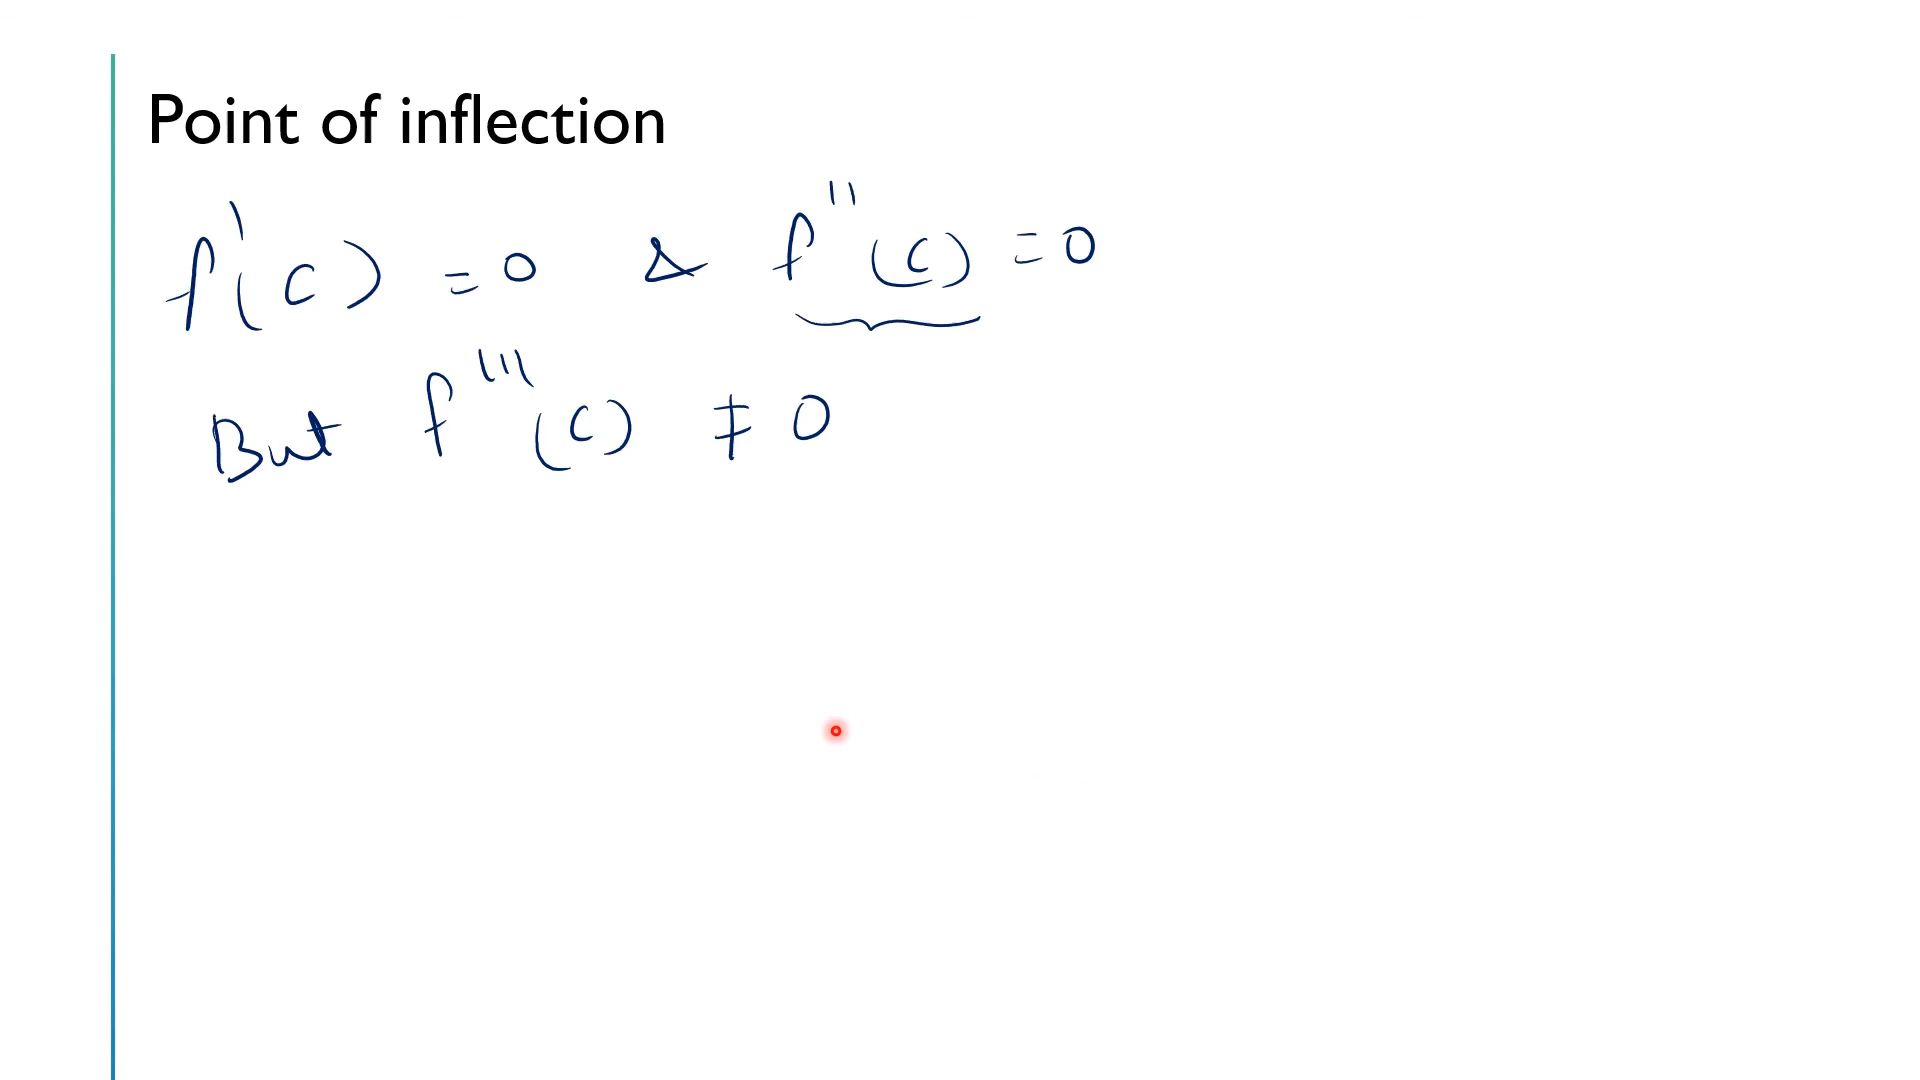 Point of inflection
f'(c) = 0 & f''(c) = 0
But f'''(c) ≠ 0